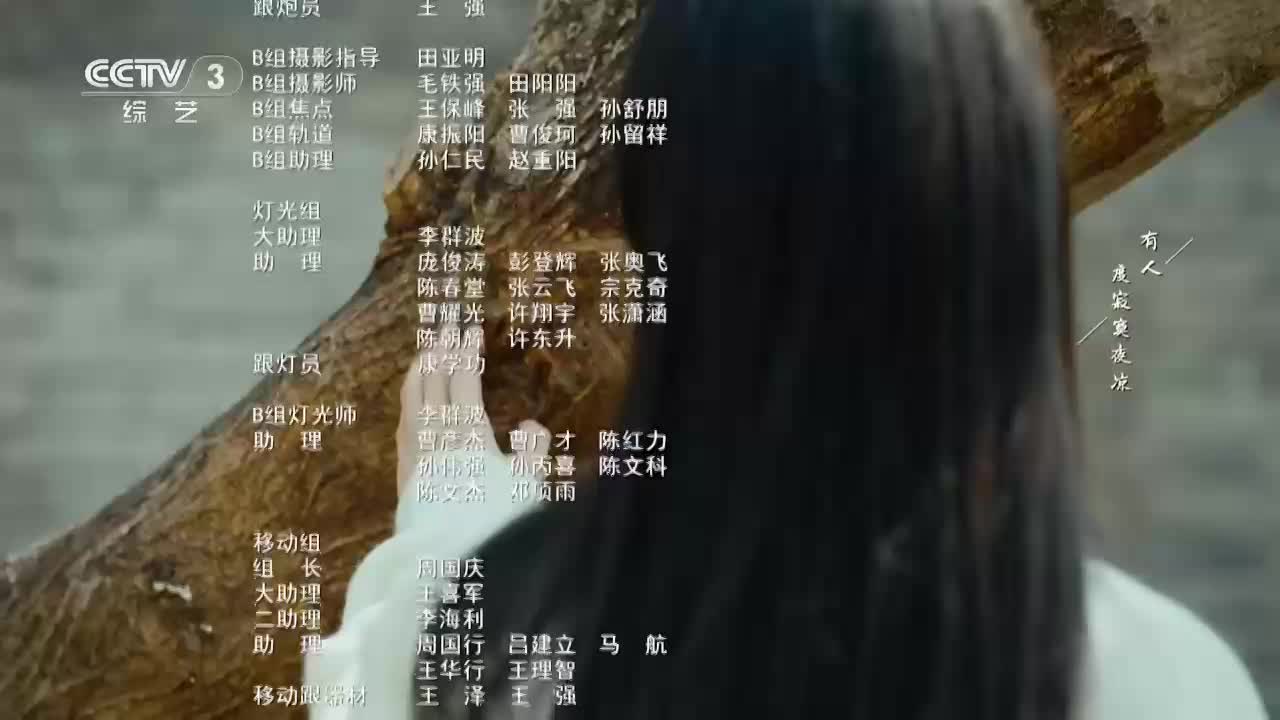 跟炮员 王 强
CCTV 3
综 艺
B组摄影指导 田亚明
B组摄影师 毛铁强 田阳阳
B组焦点 王保峰 张 强 孙舒朋
B组轨道 康振阳 曹俊珂 孙留祥
B组助理 孙仁民 赵重阳
灯光组
大助理 李群波
助 理 庞俊涛 彭登辉 张奥飞
陈春堂 张云飞 宗克奇
曹耀光 许翔宇 张潇涵
陈朝辉 许东升
跟灯员 康学功
B组灯光师 李群波
助 理 曹彦杰 曹广才 陈红力
孙伟强 孙丙喜 陈文科
陈文杰 邓顺雨
移动组
组 长 周国庆
大助理 王喜军
二助理 李海利
助 理 周国行 吕建立 马 航
王华行 王理智
移动跟器材 王 泽 王 强
有人
度寂寞夜凉